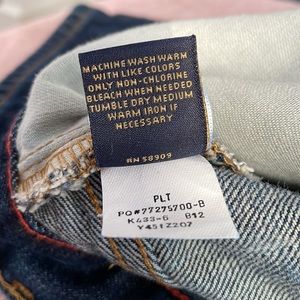 MACHINE WASH WARM
WITH LIKE COLORS
ONLY NON-CHLORINE
BLEACH WHEN NEEDED
TUMBLE DRY MEDIUM
WARM IRON IF
NECESSARY
RN 58909
PLT
PO#77275700-B
K433-6 B12
Y451Z207